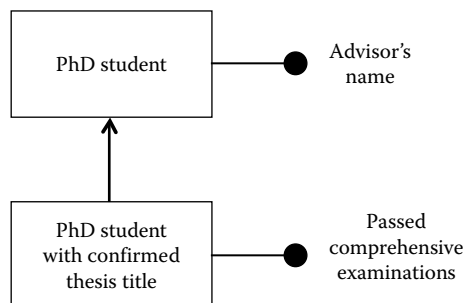 PhD student
Advisor’s
name
PhD student
with confirmed
thesis title
Passed
comprehensive
examinations